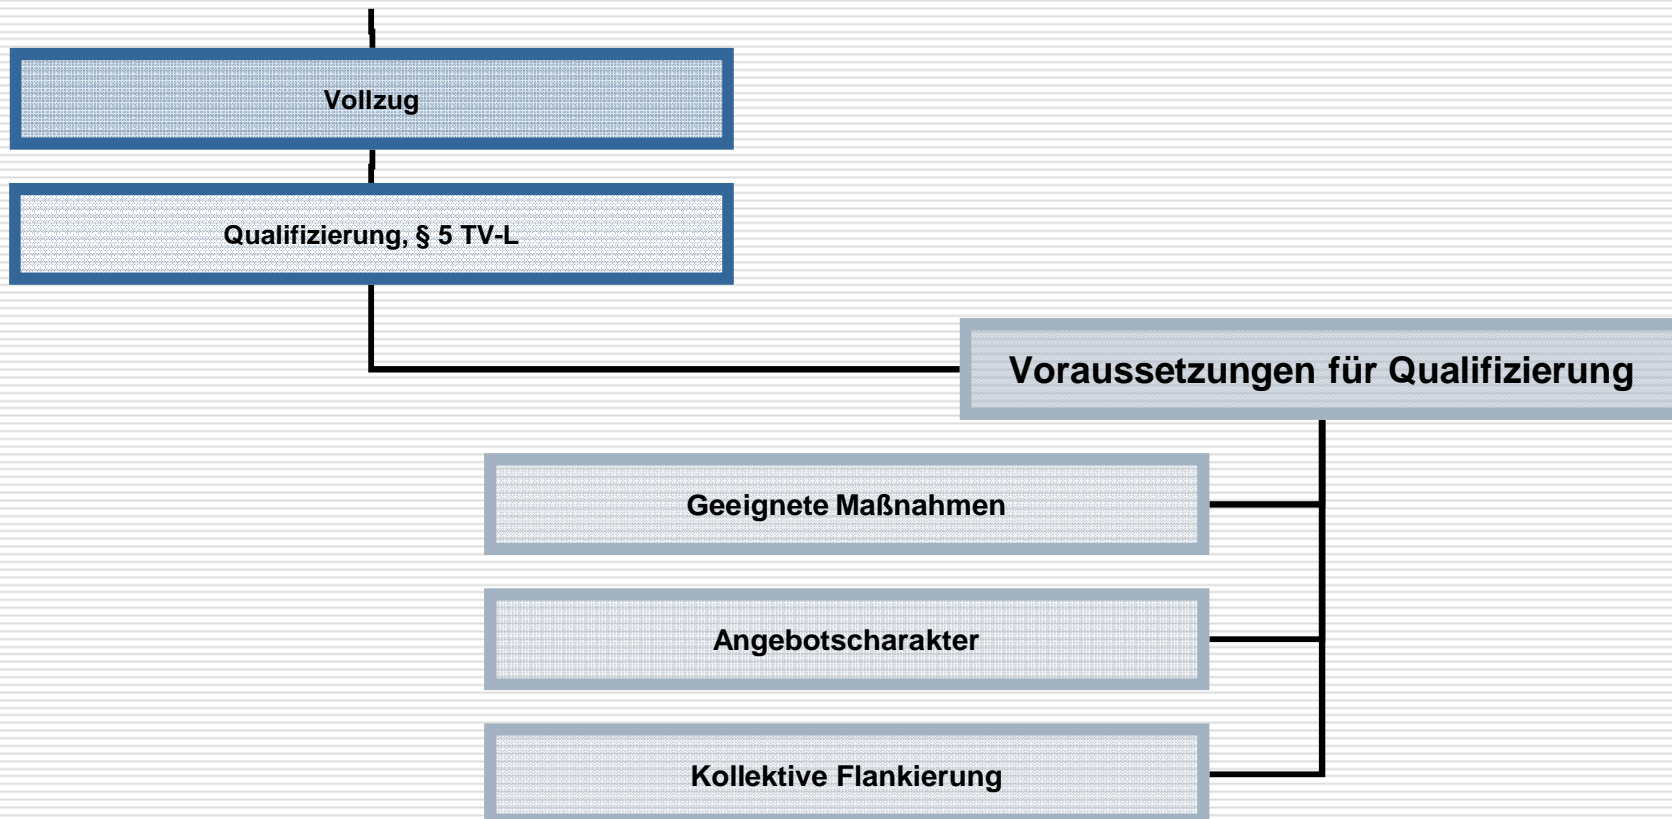 Vollzug
Qualifizierung, § 5 TV-L
Voraussetzungen für Qualifizierung
Geeignete Maßnahmen
Angebotscharakter
Kollektive Flankierung